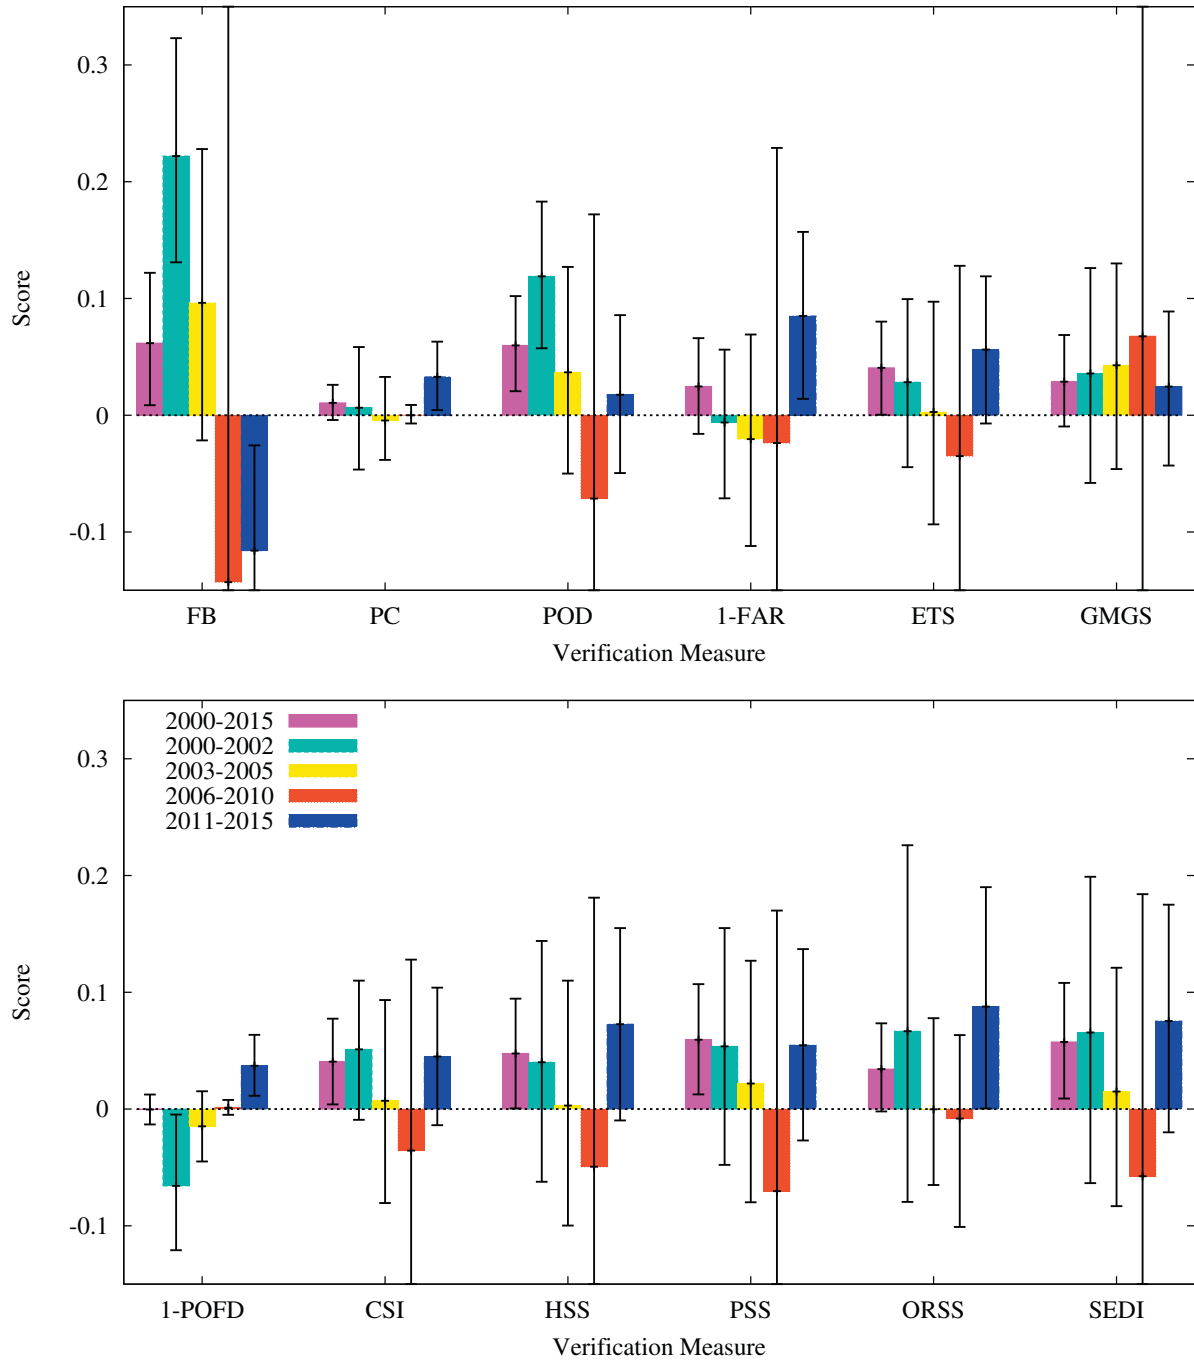 0.3
0.2
0.1
0
-0.1
Score
FB PC POD 1-FAR ETS GMGS
Verification Measure
2000-2015
2000-2002
2003-2005
2006-2010
2011-2015
0.3
0.2
0.1
0
-0.1
Score
1-POFD CSI HSS PSS ORSS SEDI
Verification Measure